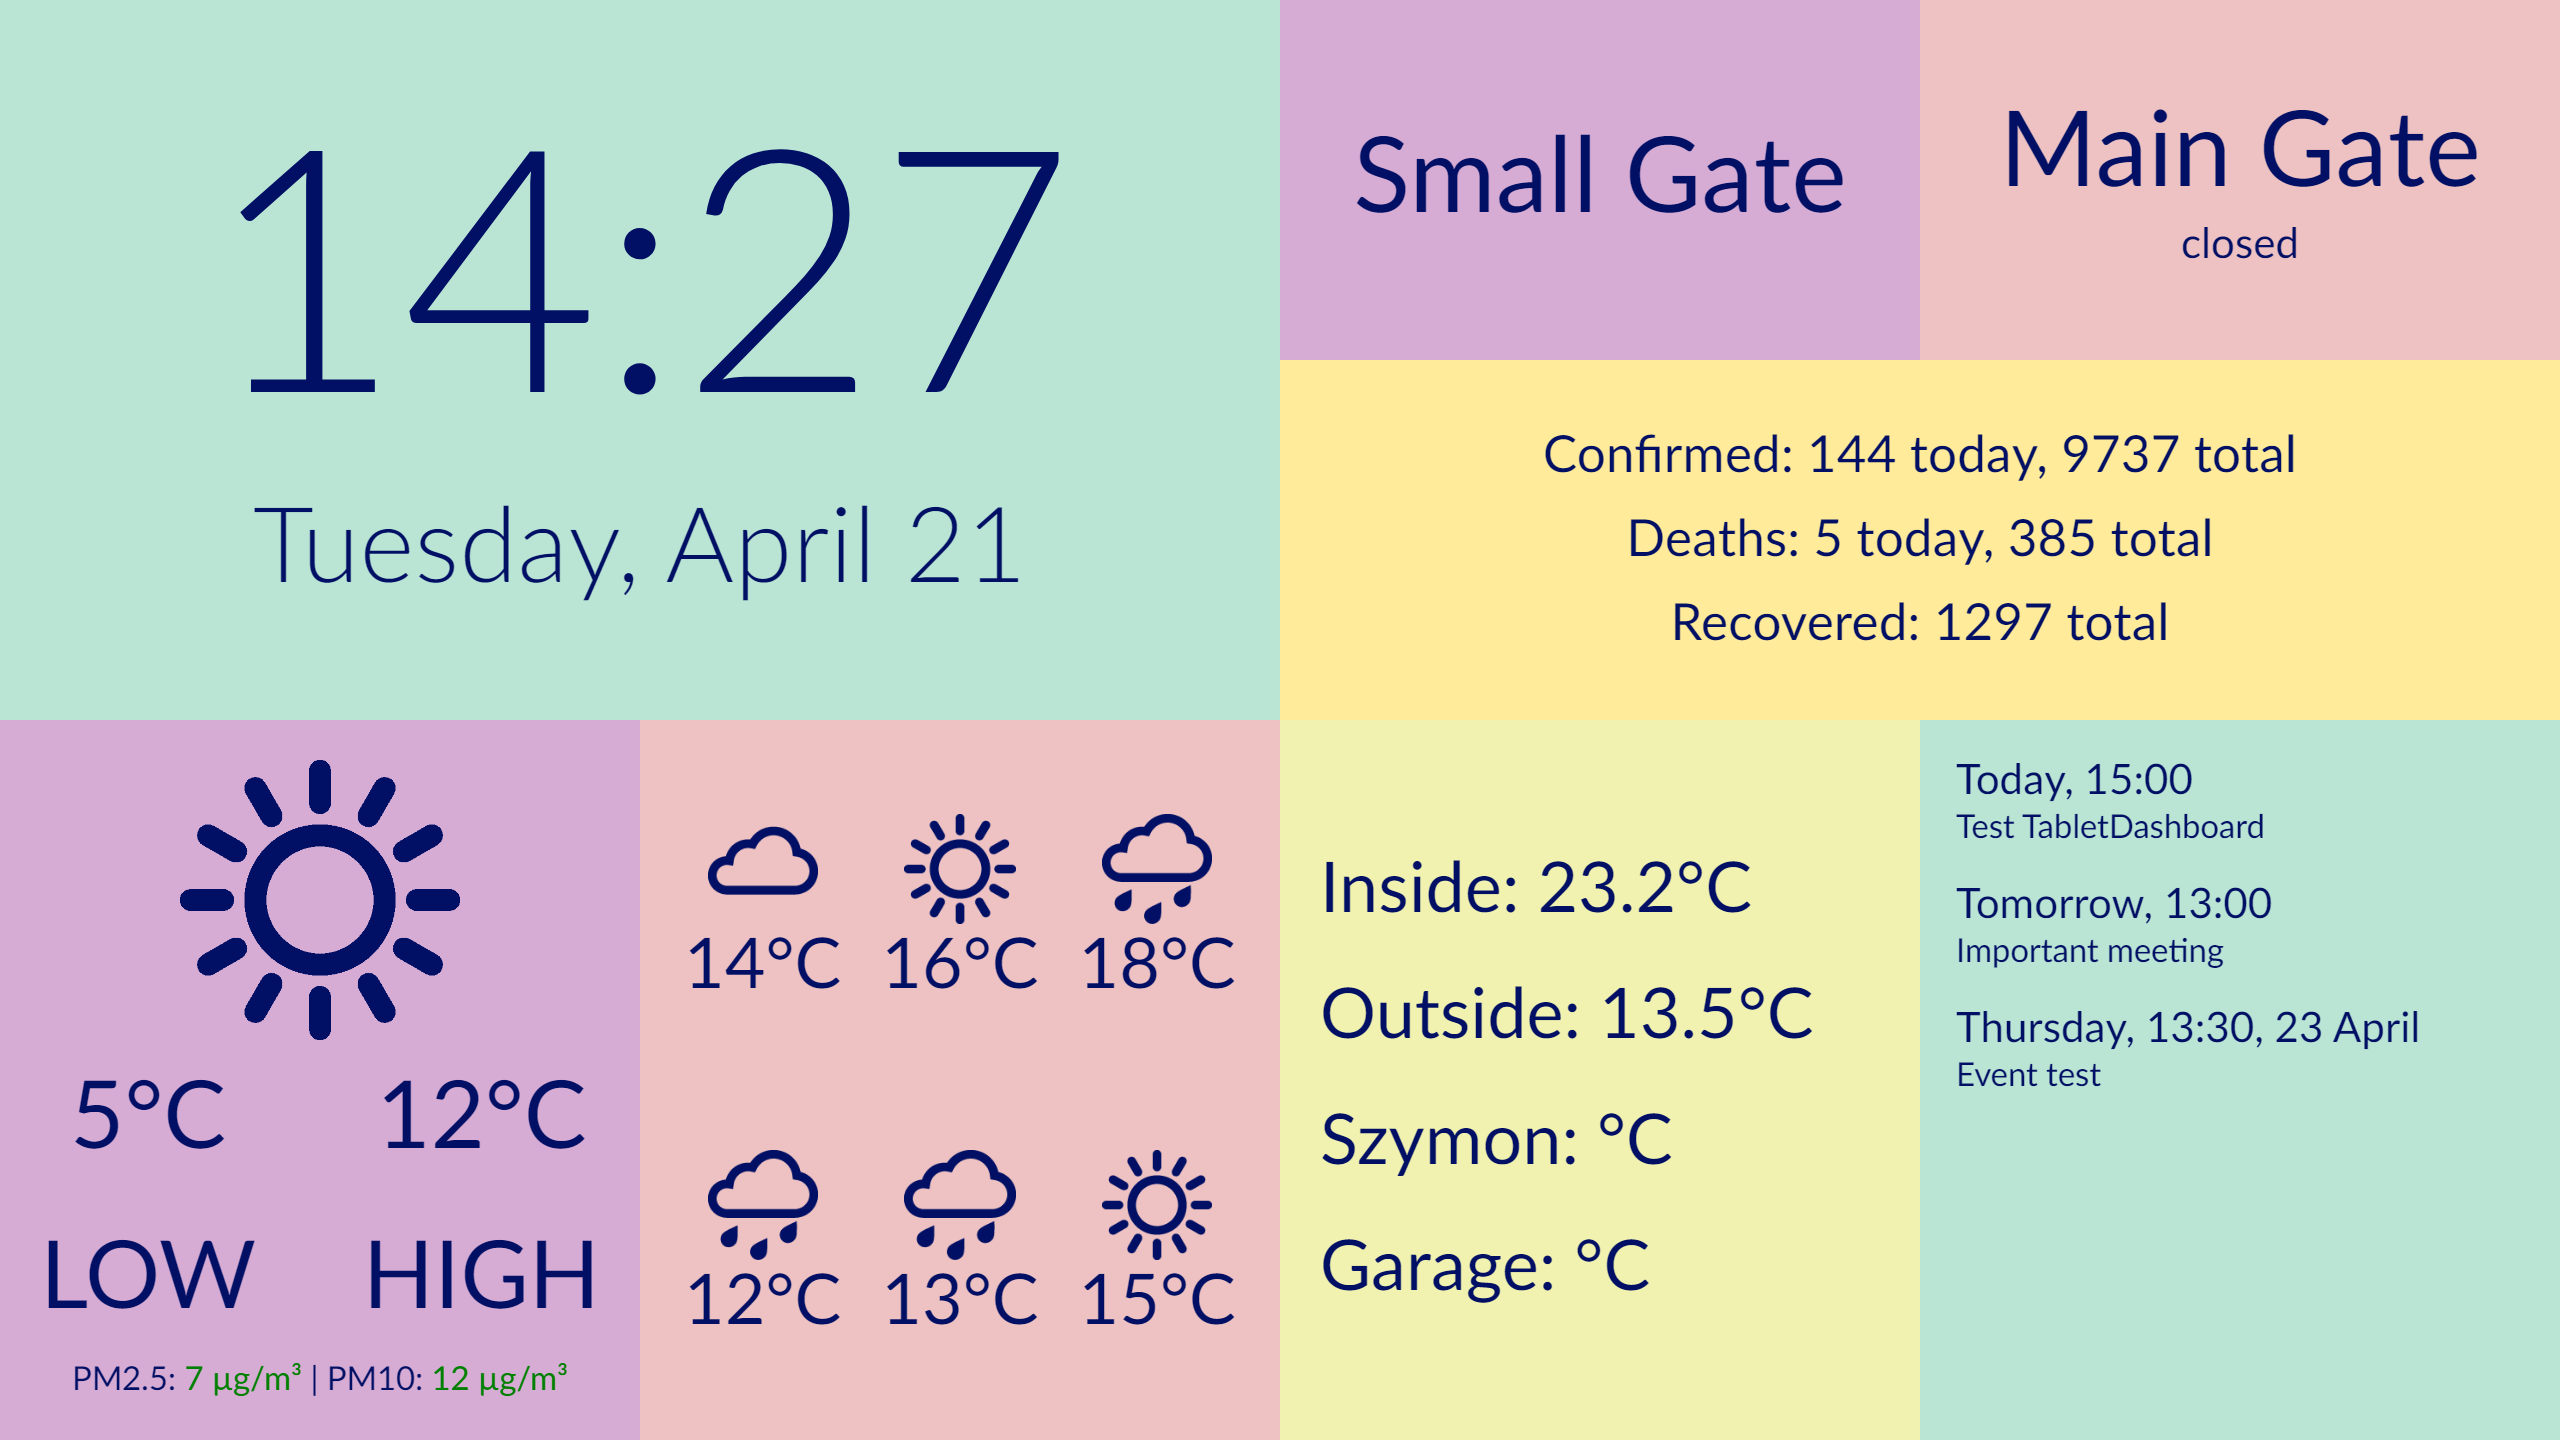 14:27
Tuesday, April 21
Small Gate
Main Gate
closed
Confirmed: 144 today, 9737 total
Deaths: 5 today, 385 total
Recovered: 1297 total
5°C 12°C
LOW HIGH
PM2.5: 7 µg/m³ | PM10: 12 µg/m³
14°C 16°C 18°C
12°C 13°C 15°C
Inside: 23.2°C
Outside: 13.5°C
Szymon: °C
Garage: °C
Today, 15:00
Test TabletDashboard
Tomorrow, 13:00
Important meeting
Thursday, 13:30, 23 April
Event test